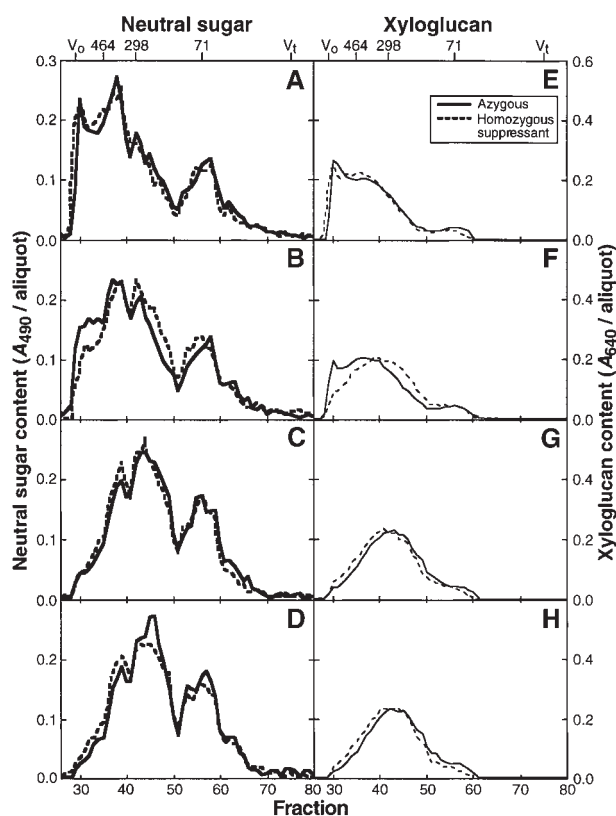 Neutral sugar
Xyloglucan
Vo 464 298 71 Vt
Vo 464 298 71 Vt
0.3
0.2
0.1
0.0
A
E
0.6
0.4
0.2
0.0
Azygous
Homozygous
suppressant
0.2
0.1
0.0
B
F
0.4
0.2
0.0
0.2
0.1
0.0
C
G
0.4
0.2
0.0
0.2
0.1
0.0
D
H
0.4
0.2
0.0
30 40 50 60 70 80
30 40 50 60 70 80
Fraction
Neutral sugar content (A490 / aliquot)
Xyloglucan content (A640 / aliquot)